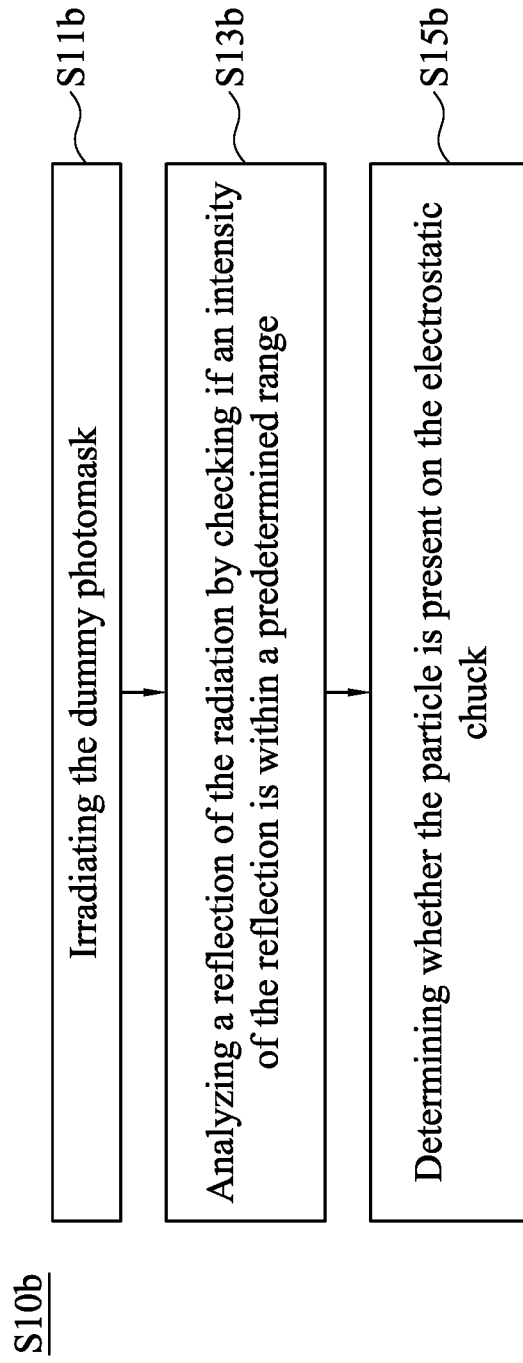 S10b
Irradiating the dummy photomask
S11b
Analyzing a reflection of the radiation by checking if an intensity
of the reflection is within a predetermined range
S13b
Determining whether the particle is present on the electrostatic
chuck
S15b